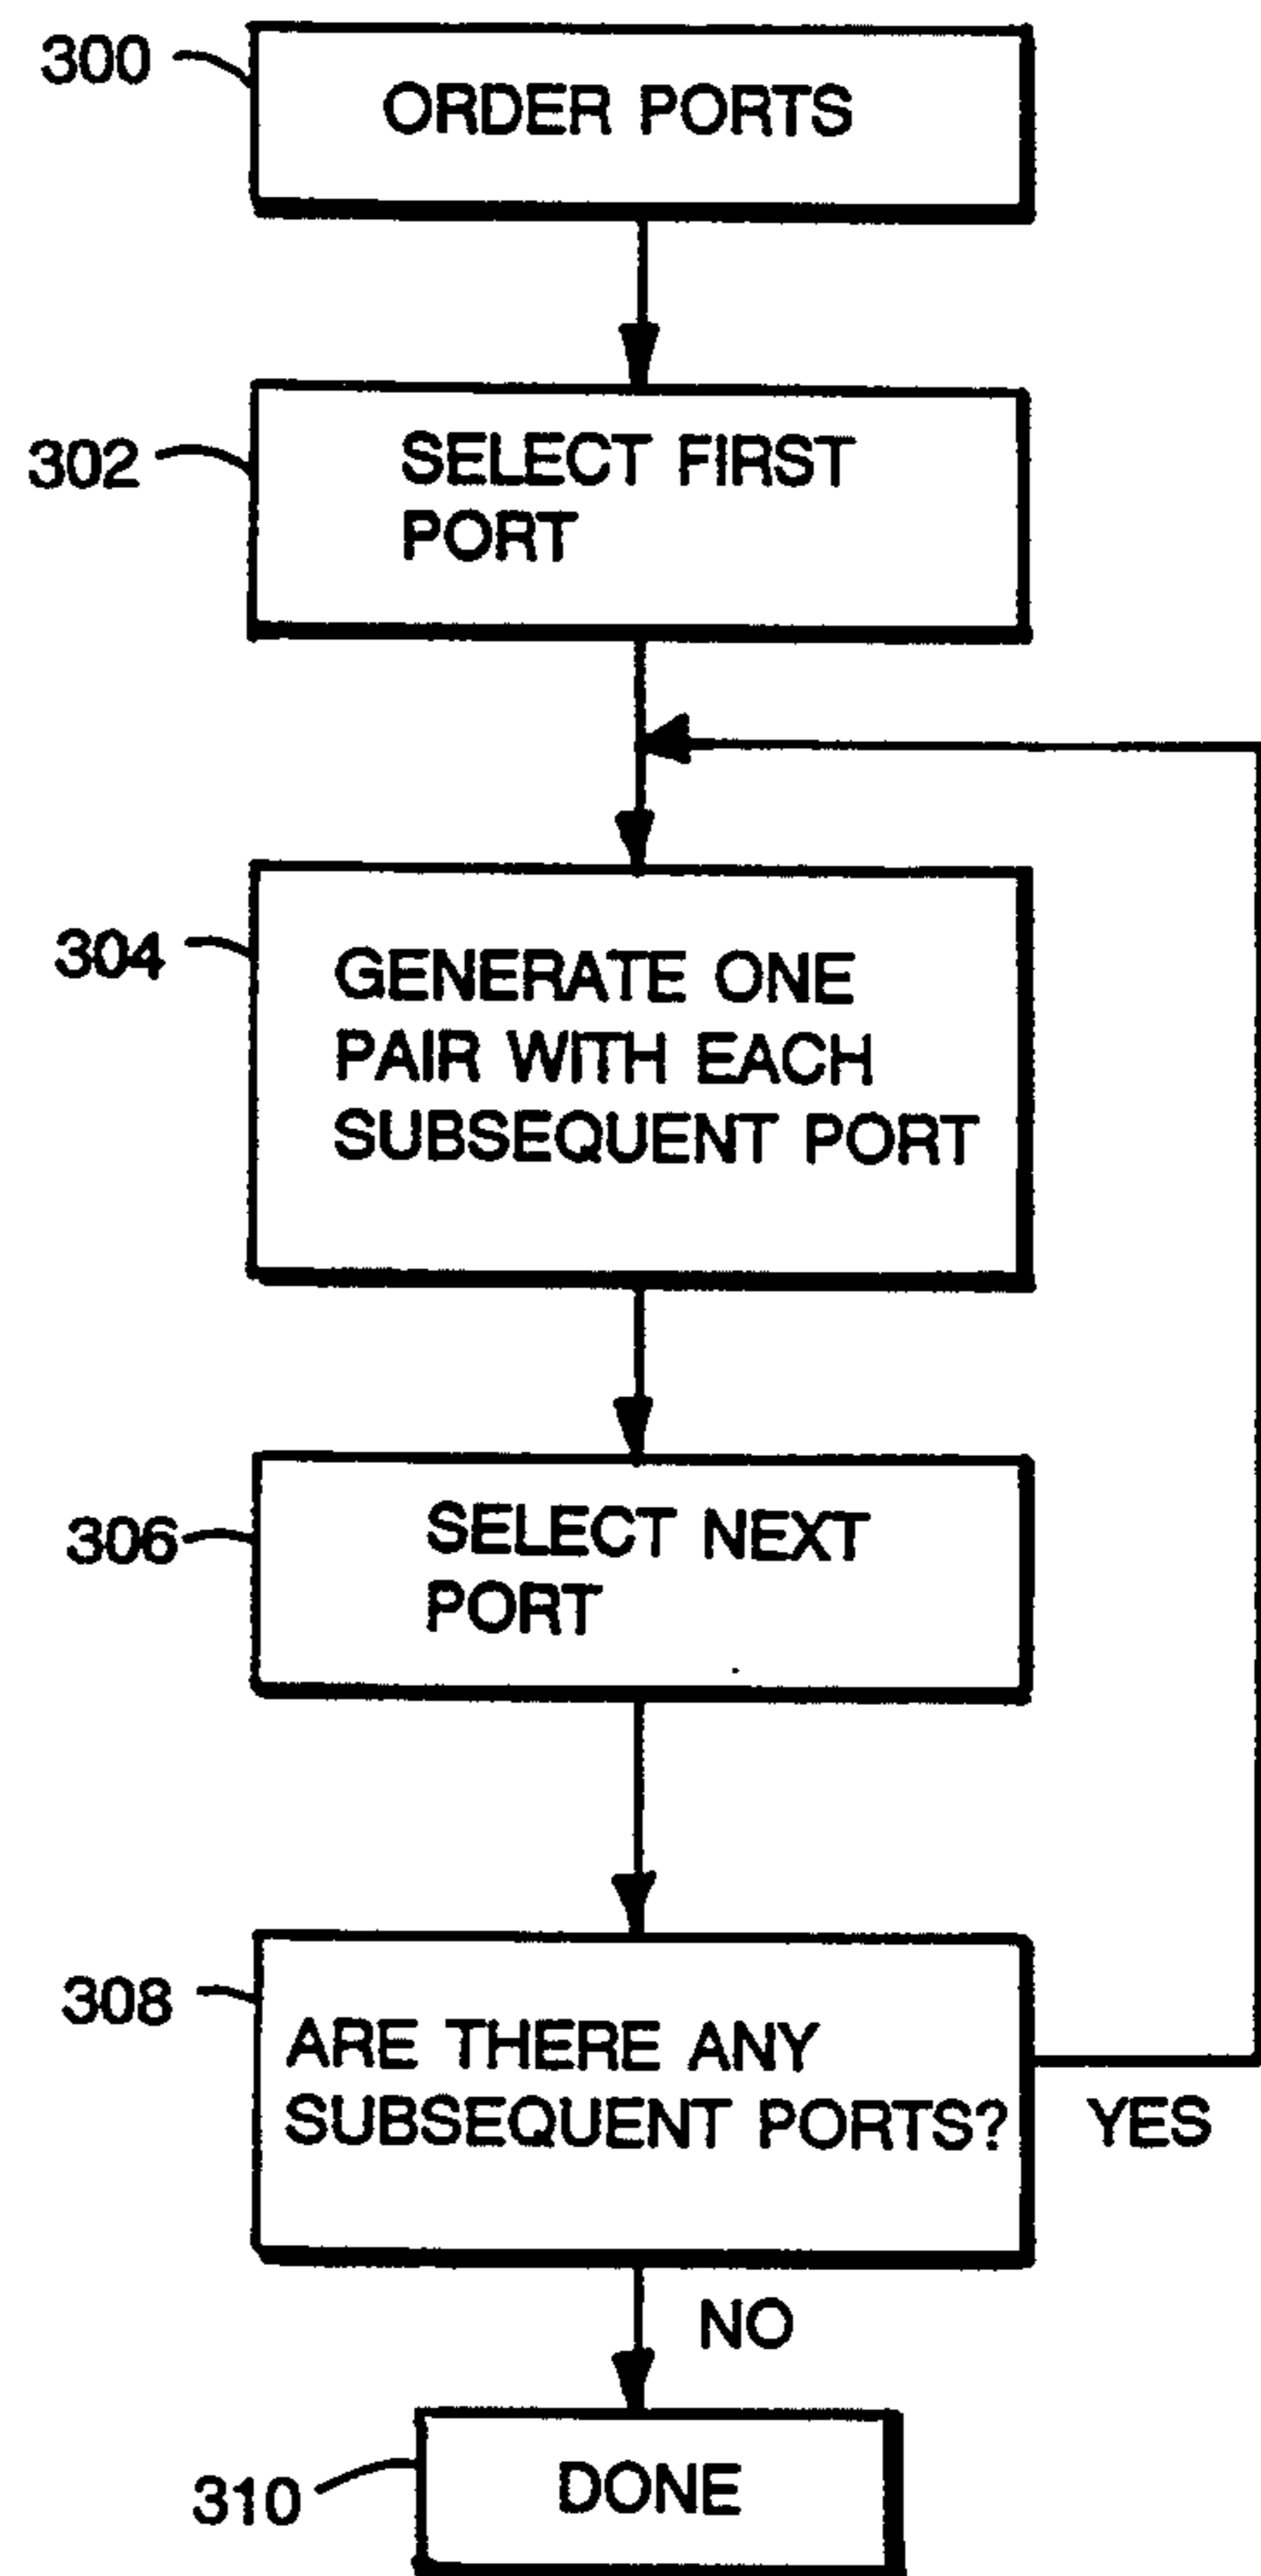 300
ORDER PORTS
302
SELECT FIRST
PORT
304
GENERATE ONE
PAIR WITH EACH
SUBSEQUENT PORT
306
SELECT NEXT
PORT
308
ARE THERE ANY
SUBSEQUENT PORTS?
YES
NO
310
DONE